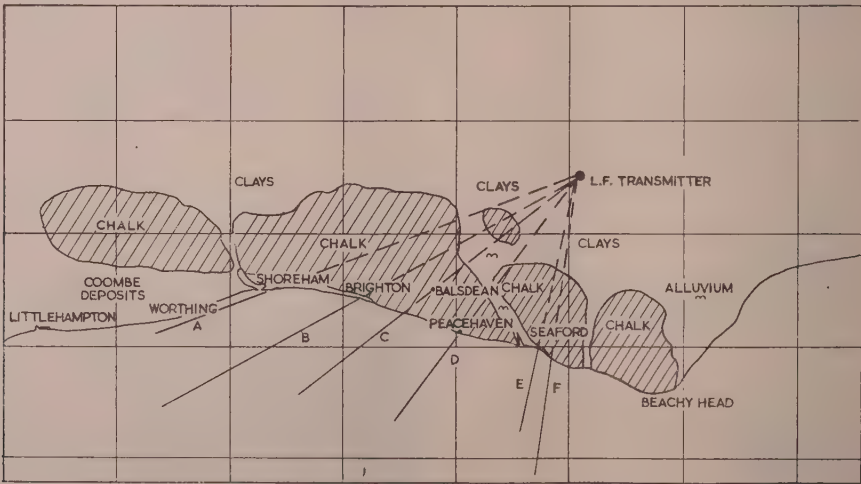 L.F. TRANSMITTER
CLAYS
CLAYS
CHALK
CHALK
CLAYS
COOMBE
DEPOSITS
SHOREHAM
BRIGHTON
BALSDEAN
CHALK
ALLUVIUM
m
m
m
LITTLEHAMPTON
WORTHING
A
PEACEHAVEN
SEAFORD
CHALK
B
C
D
E
F
BEACHY HEAD